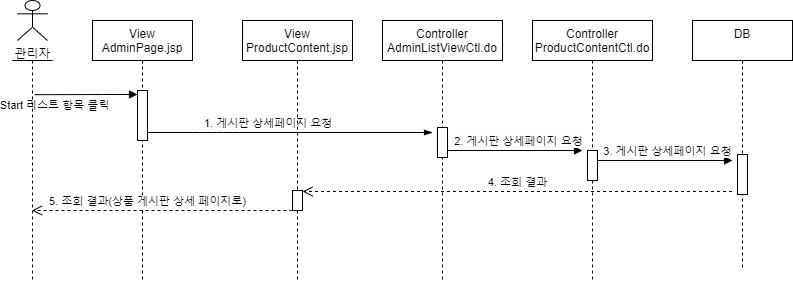 관리자
View
AdminPage.jsp
View
ProductContent.jsp
Controller
AdminListViewCtl.do
Controller
ProductContentCtl.do
DB
Start 리스트 항목 클릭
1. 게시판 상세페이지 요청
2. 게시판 상세페이지 요청
3. 게시판 상세페이지 요청
4. 조회 결과
5. 조회 결과(상품 게시판 상세 페이지로)